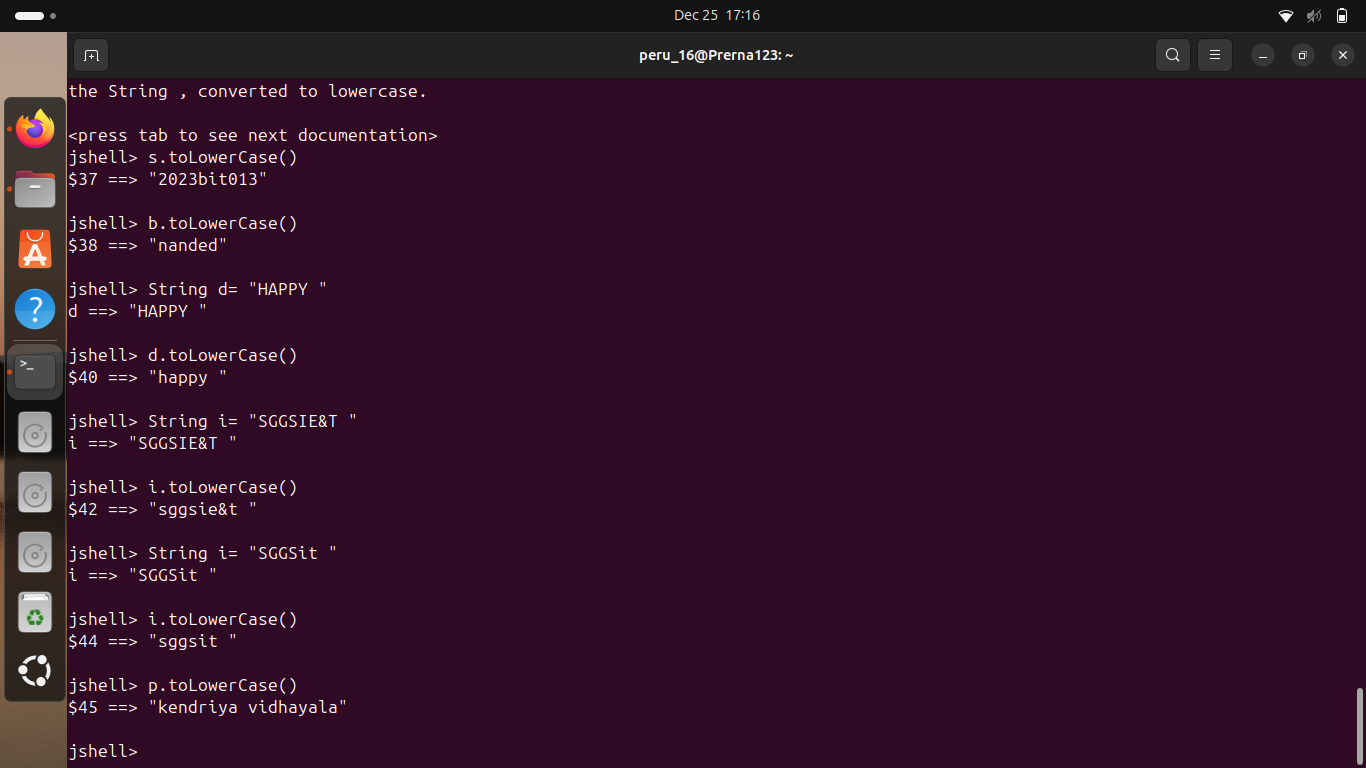 Dec 25 17:16
peru_16@Prerna123: ~
the String , converted to lowercase.
<press tab to see next documentation>
jshell> s.toLowerCase()
$37 ==> "2023bit013"
jshell> b.toLowerCase()
$38 ==> "nanded"
jshell> String d= "HAPPY "
d ==> "HAPPY "
jshell> d.toLowerCase()
$40 ==> "happy "
jshell> String i= "SGGSIE&T "
i ==> "SGGSIE&T "
jshell> i.toLowerCase()
$42 ==> "sggsie&t "
jshell> String i= "SGGSit "
i ==> "SGGSit "
jshell> i.toLowerCase()
$44 ==> "sggsit "
jshell> p.toLowerCase()
$45 ==> "kendriya vidhayala"
jshell>